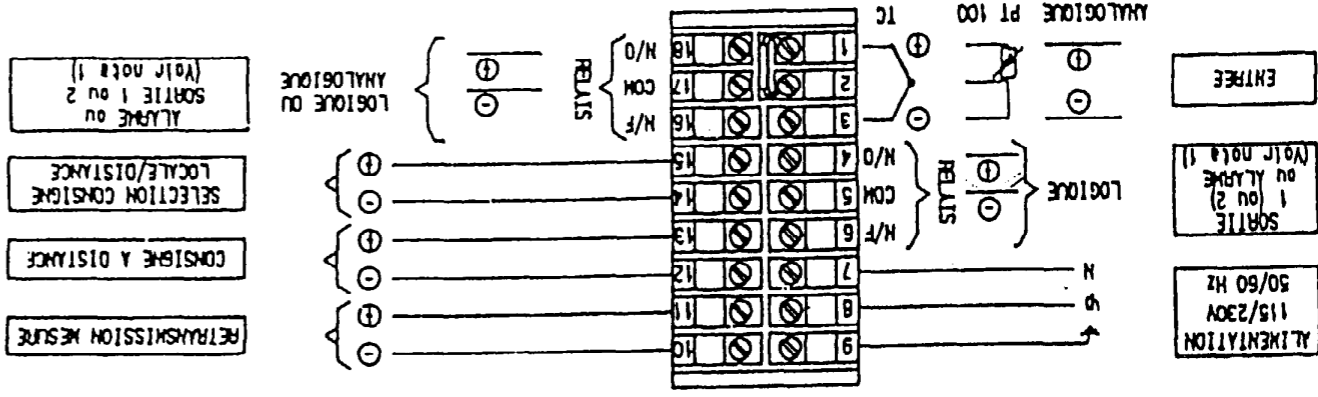 ALIMENTATION
115/230V
50/60 Hz
SORTIE
1 (ou 2)
ou ALARME
(Voir nota 1)
ENTREE
φ
N
LOGIQUE
RELAIS
N/F
COM
N/O
ANALOGIQUE
PT 100
TC
9
8
7
6
5
4
3
2
1
10
11
12
13
14
15
16
17
18
N/F
COM
N/O
RELAIS
LOGIQUE OU
ANALOGIQUE
RETRANSMISSION MESURE
CONSIGNE A DISTANCE
SELECTION CONSIGNE
LOCALE/DISTANCE
ALARME ou
SORTIE 1 ou 2
(Voir nota 1)